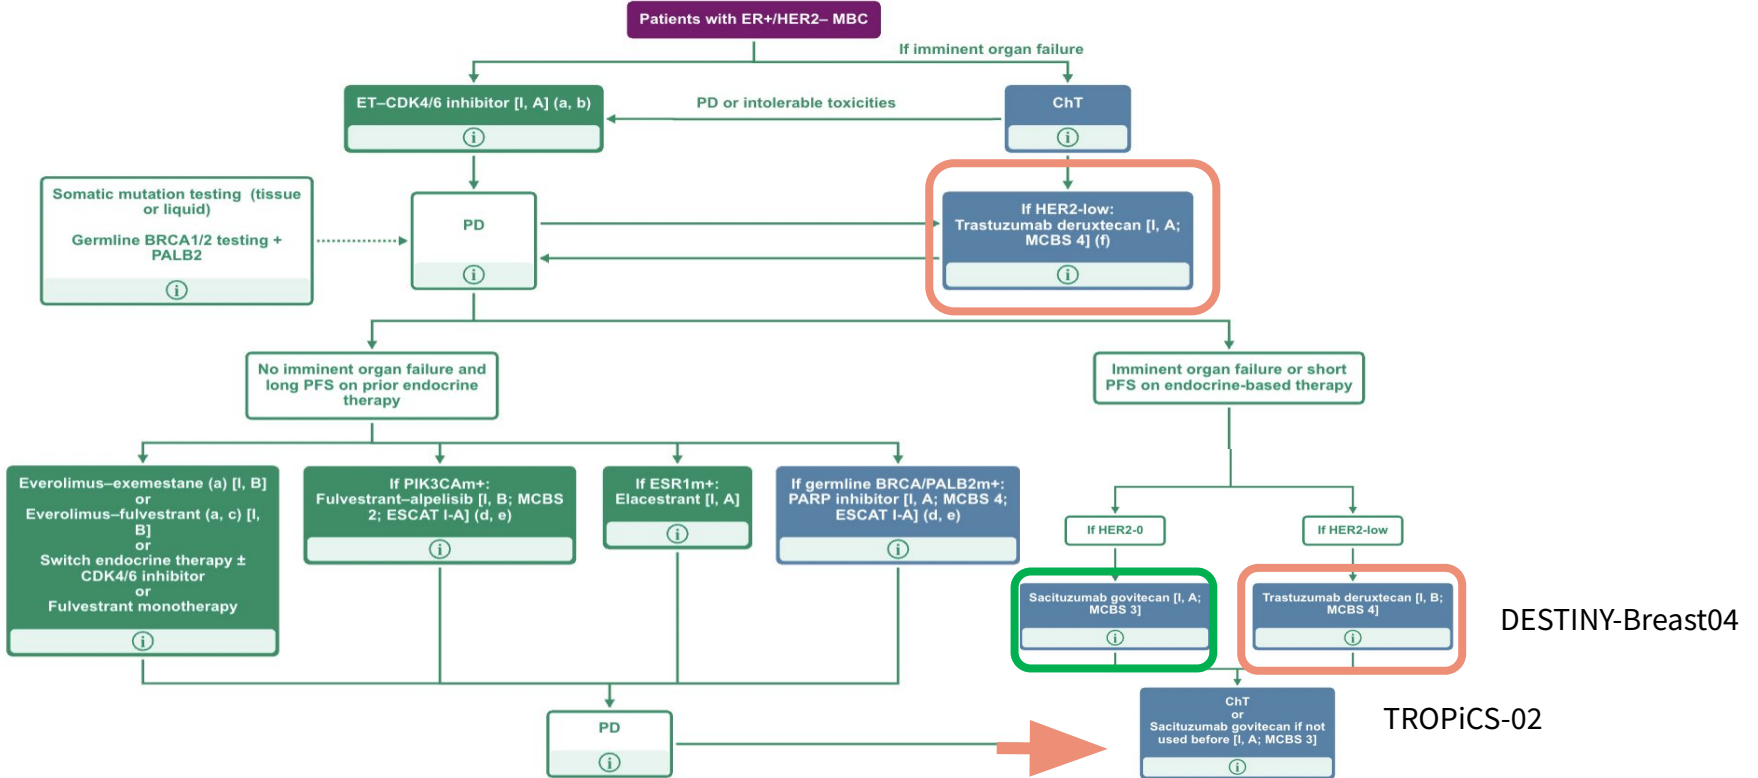 Patients with ER+/HER2– MBC
If imminent organ failure
ET–CDK4/6 inhibitor [I, A] (a, b)
PD or intolerable toxicities
ChT
Somatic mutation testing (tissue
or liquid)
Germline BRCA1/2 testing +
PALB2
PD
If HER2-low:
Trastuzumab deruxtecan [I, A;
MCBS 4] (f)
No imminent organ failure and
long PFS on prior endocrine
therapy
Imminent organ failure or short
PFS on endocrine-based therapy
Everolimus–exemestane (a) [I, B]
or
Everolimus–fulvestrant (a, c) [I,
B]
or
Switch endocrine therapy ±
CDK4/6 inhibitor
or
Fulvestrant monotherapy
If PIK3CAm+:
Fulvestrant–alpelisib [I, B; MCBS
2; ESCAT I-A] (d, e)
If ESR1m+:
Elacestrant [I, A]
If germline BRCA/PALB2m+:
PARP inhibitor [I, A; MCBS 4;
ESCAT I-A] (d, e)
If HER2-0
If HER2-low
Sacituzumab govitecan [I, A;
MCBS 3]
Trastuzumab deruxtecan [I, B;
MCBS 4]
DESTINY-Breast04
PD
ChT
or
Sacituzumab govitecan if not
used before [I, A; MCBS 3]
TROPiCS-02